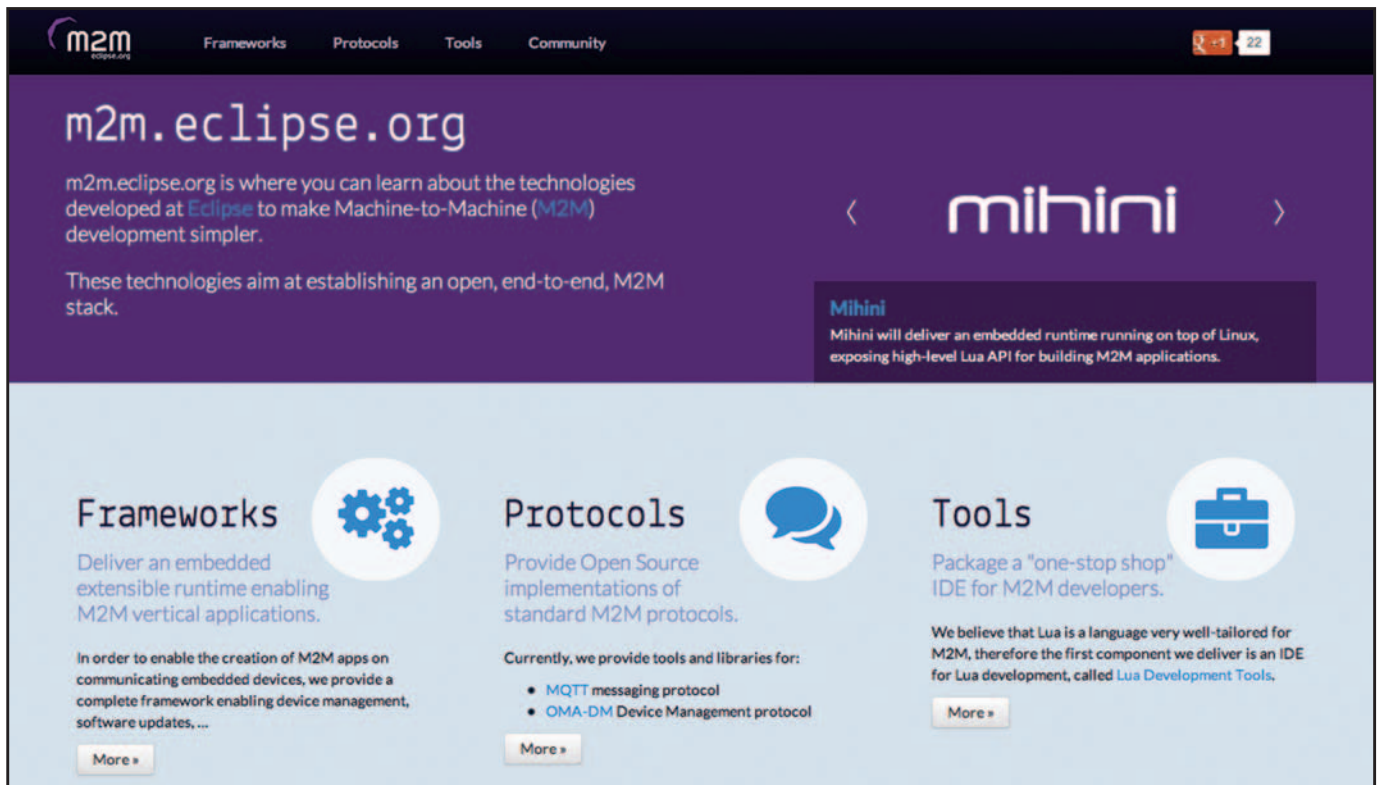 m2m
eclipse.org
Frameworks Protocols Tools Community
+1 22
m2m.eclipse.org
m2m.eclipse.org is where you can learn about the technologies
developed at Eclipse to make Machine-to-Machine (M2M)
development simpler.
These technologies aim at establishing an open, end-to-end, M2M
stack.
mihini
Mihini
Mihini will deliver an embedded runtime running on top of Linux,
exposing high-level Lua API for building M2M applications.
Frameworks
Deliver an embedded
extensible runtime enabling
M2M vertical applications.
In order to enable the creation of M2M apps on
communicating embedded devices, we provide a
complete framework enabling device management,
software updates, ...
More »
Protocols
Provide Open Source
implementations of
standard M2M protocols.
Currently, we provide tools and libraries for:
• MQTT messaging protocol
• OMA-DM Device Management protocol
More »
Tools
Package a "one-stop shop"
IDE for M2M developers.
We believe that Lua is a language very well-tailored for
M2M, therefore the first component we deliver is an IDE
for Lua development, called Lua Development Tools.
More »